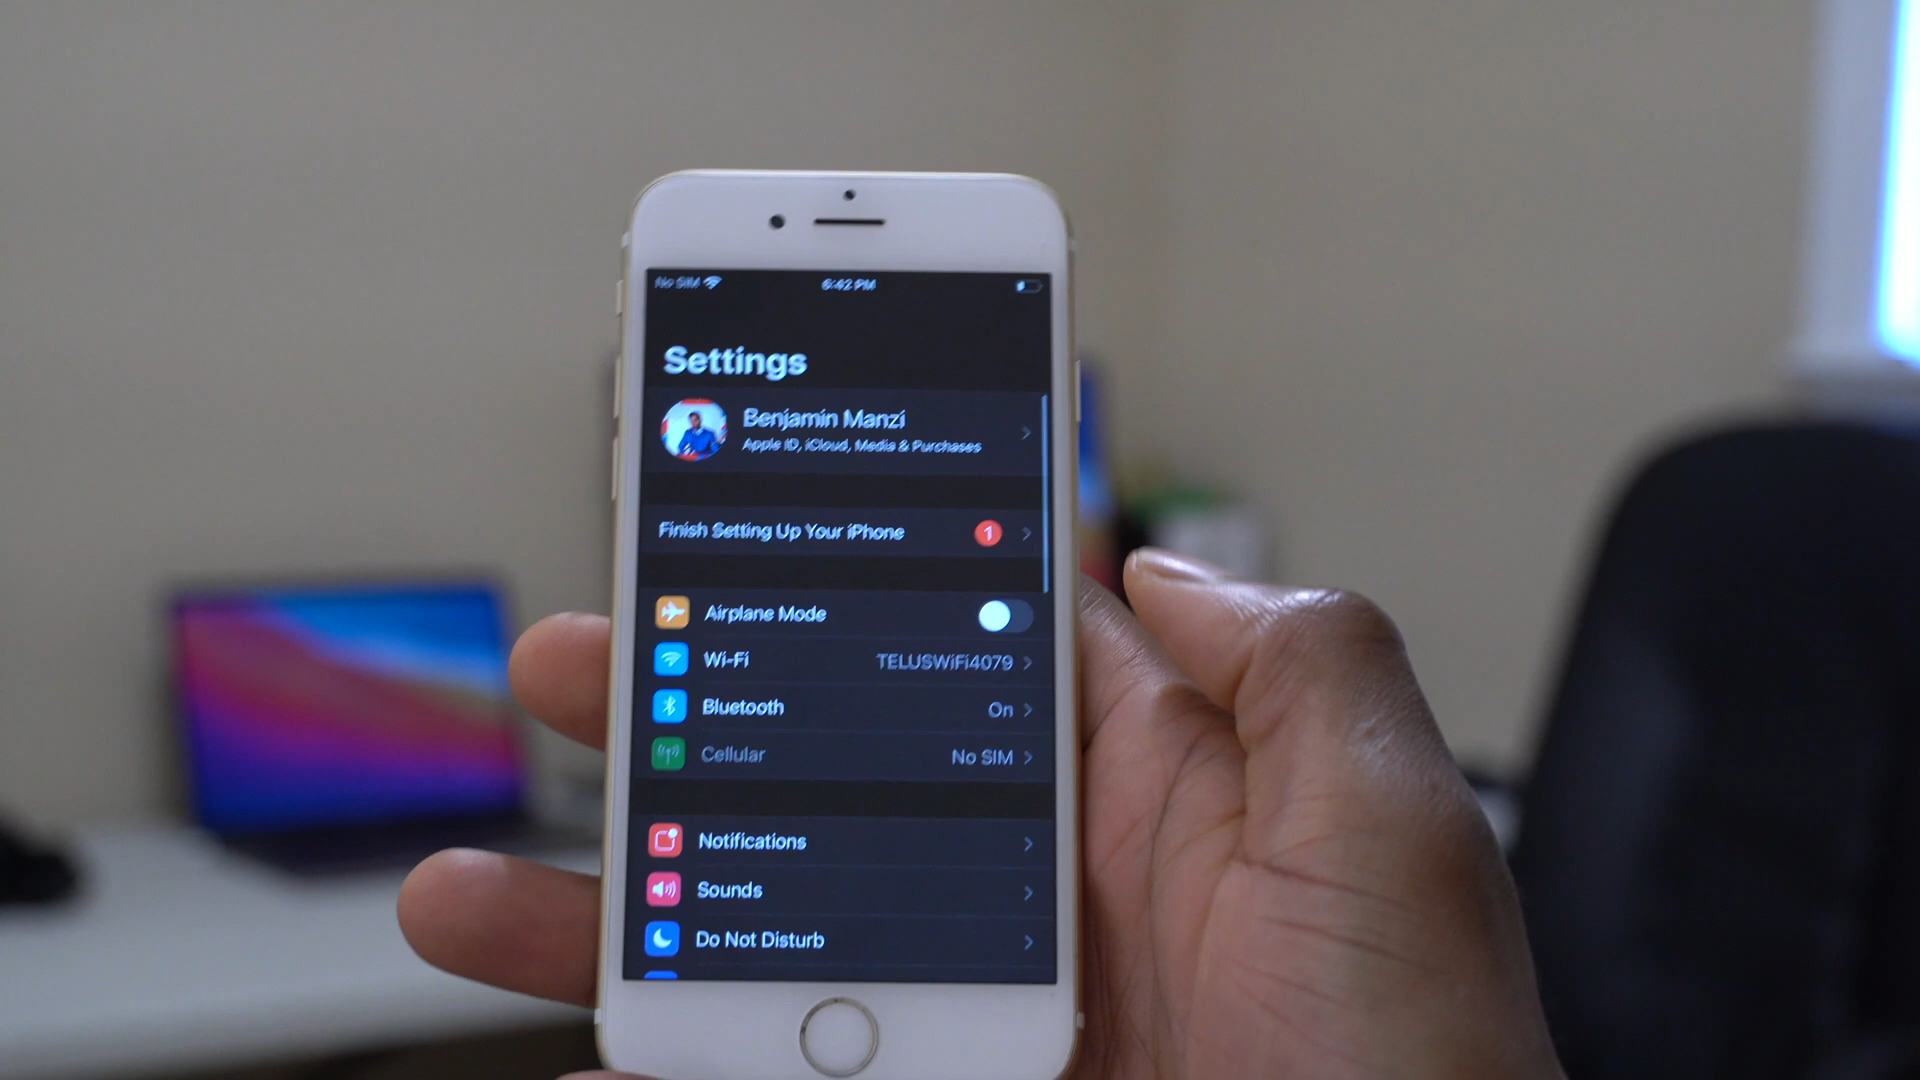 No SIM 6:42 PM
Settings
Benjamin Manzi
Apple ID, iCloud, Media & Purchases
Finish Setting Up Your iPhone 1
Airplane Mode
Wi-Fi TELUSWiFi4079
Bluetooth On
Cellular No SIM
Notifications
Sounds
Do Not Disturb